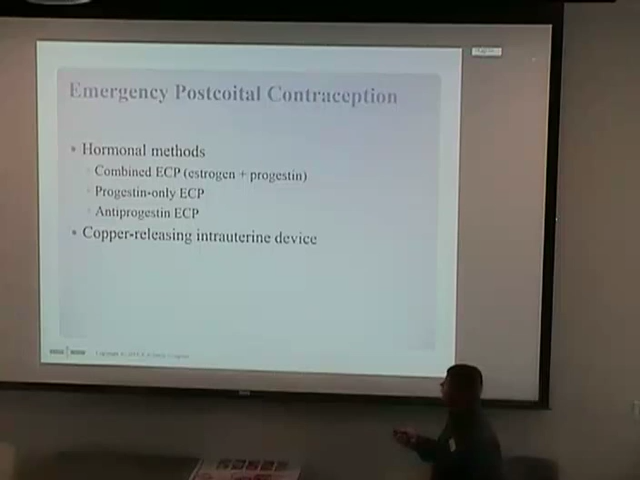 Emergency Postcoital Contraception
• Hormonal methods
Combined ECP (estrogen + progestin)
Progestin-only ECP
Antiprogestin ECP
• Copper-releasing intrauterine device